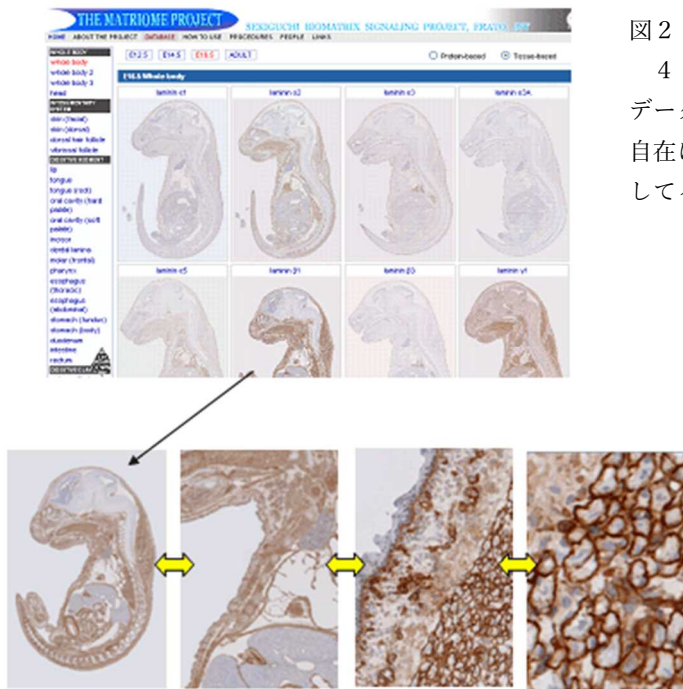 THE MATRIOME PROJECT
SEKIGUCHI BIOMATRIX SIGNALING PROJECT, ERATO, JST
HOME ABOUT THE PROJECT DATABASE HOW TO USE PROCEDURES PEOPLE LINKS
WHOLE BODY
whole body
whole body 2
whole body 3
head
INTEGUMENTARY SYSTEM
skin (facial)
skin (dorsal)
dorsal hair follicle
vibrissal follicle
lip
tongue
tongue (root)
oral cavity (hard palate)
oral cavity (soft palate)
incisor
dental lamina
molar (frontal)
pharynx
esophagus (thoracic)
esophagus (abdominal)
stomach (fundus)
stomach (body)
duodenum
intestine
rectum
E12.5 E14.5 E16.5 ADULT
Protein-based Tissue-based
E16.5 Whole body
laminin α1 laminin α2 laminin α3 laminin α3A
laminin α5 laminin β1 laminin β3 laminin γ1
図2
4
データ
自在に
して